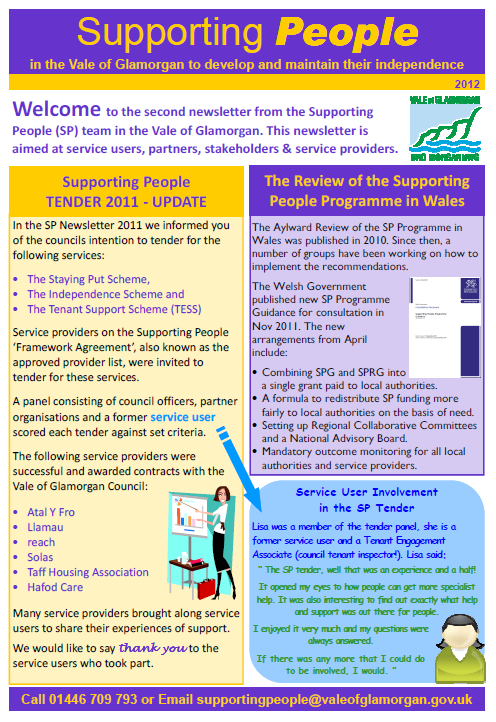 Supporting People
in the Vale of Glamorgan to develop and maintain their independence
2012
Welcome to the second newsletter from the Supporting
People (SP) team in the Vale of Glamorgan. This newsletter is
aimed at service users, partners, stakeholders & service providers.
VALE of GLAMORGAN
BRO MORGANNWG
Supporting People
TENDER 2011 - UPDATE
In the SP Newsletter 2011 we informed you
of the councils intention to tender for the
following services:
• The Staying Put Scheme,
• The Independence Scheme and
• The Tenant Support Scheme (TESS)
Service providers on the Supporting People
‘Framework Agreement’, also known as the
approved provider list, were invited to
tender for these services.
A panel consisting of council officers, partner
organisations and a former service user
scored each tender against set criteria.
The following service providers were
successful and awarded contracts with the
Vale of Glamorgan Council:
• Atal Y Fro
• Llamau
• reach
• Solas
• Taff Housing Association
• Hafod Care
Many service providers brought along service
users to share their experiences of support.
We would like to say thank you to the
service users who took part.
The Review of the Supporting
People Programme in Wales
The Aylward Review of the SP Programme in
Wales was published in 2010. Since then, a
number of groups have been working on how to
implement the recommendations.
The Welsh Government
published new SP Programme
Guidance for consultation in
Nov 2011. The new
arrangements from April
include:
• Combining SPG and SPRG into
a single grant paid to local authorities.
• A formula to redistribute SP funding more
fairly to local authorities on the basis of need.
• Setting up Regional Collaborative Committees
and a National Advisory Board.
• Mandatory outcome monitoring for all local
authorities and service providers.
Service User Involvement
in the SP Tender
Lisa was a member of the tender panel, she is a
former service user and a Tenant Engagement
Associate (council tenant inspector!). Lisa said;
“ The SP tender, well that was an experience and a half!
It opened my eyes to how people can get more specialist
help. It was also interesting to find out exactly what help
and support was out there for people.
I enjoyed it very much and my questions were
always answered.
If there was any more that I could do
to be involved, I would. ”
Call 01446 709 793 or Email supportingpeople@valeofglamorgan.gov.uk